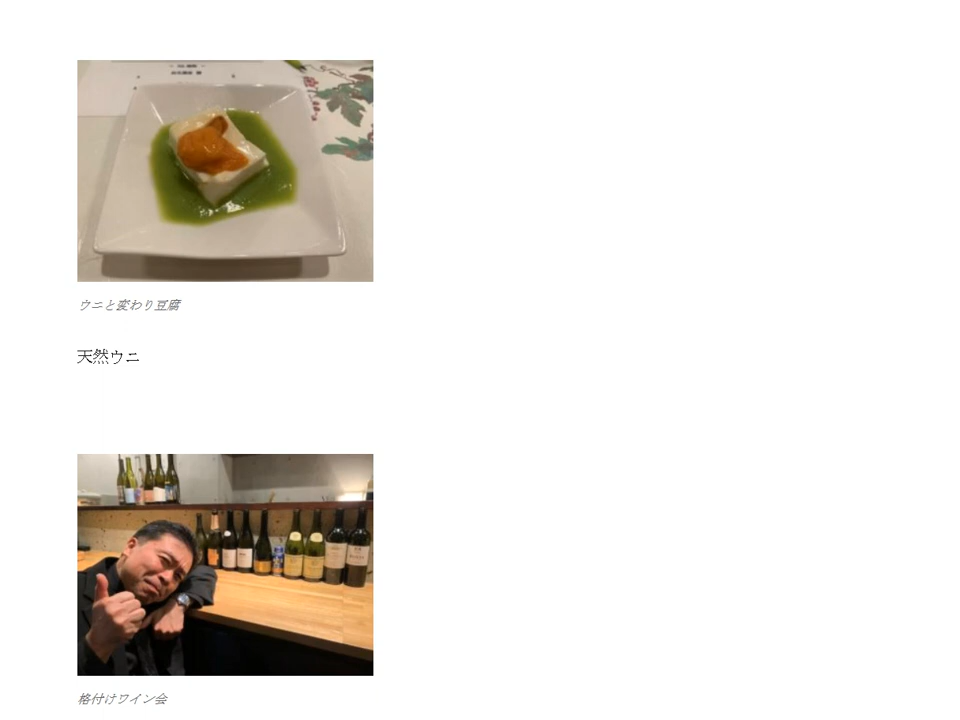 ウニと変わり豆腐
天然ウニ
格付けワイン会